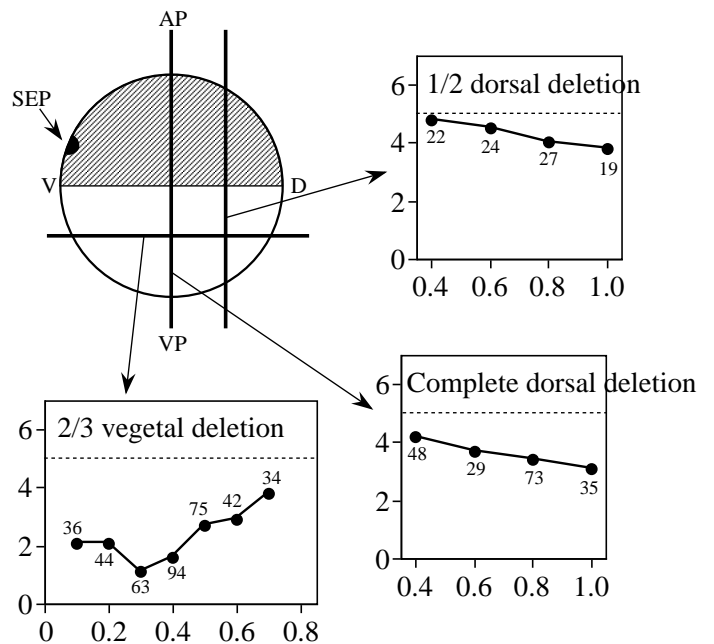 AP
SEP
V
D
VP
1/2 dorsal deletion
6
4
2
0
22
24
27
19
0.4 0.6 0.8 1.0
Complete dorsal deletion
6
4
2
0
48
29
73
35
0.4 0.6 0.8 1.0
2/3 vegetal deletion
6
4
2
0
36
44
63
94
75
42
34
0 0.2 0.4 0.6 0.8